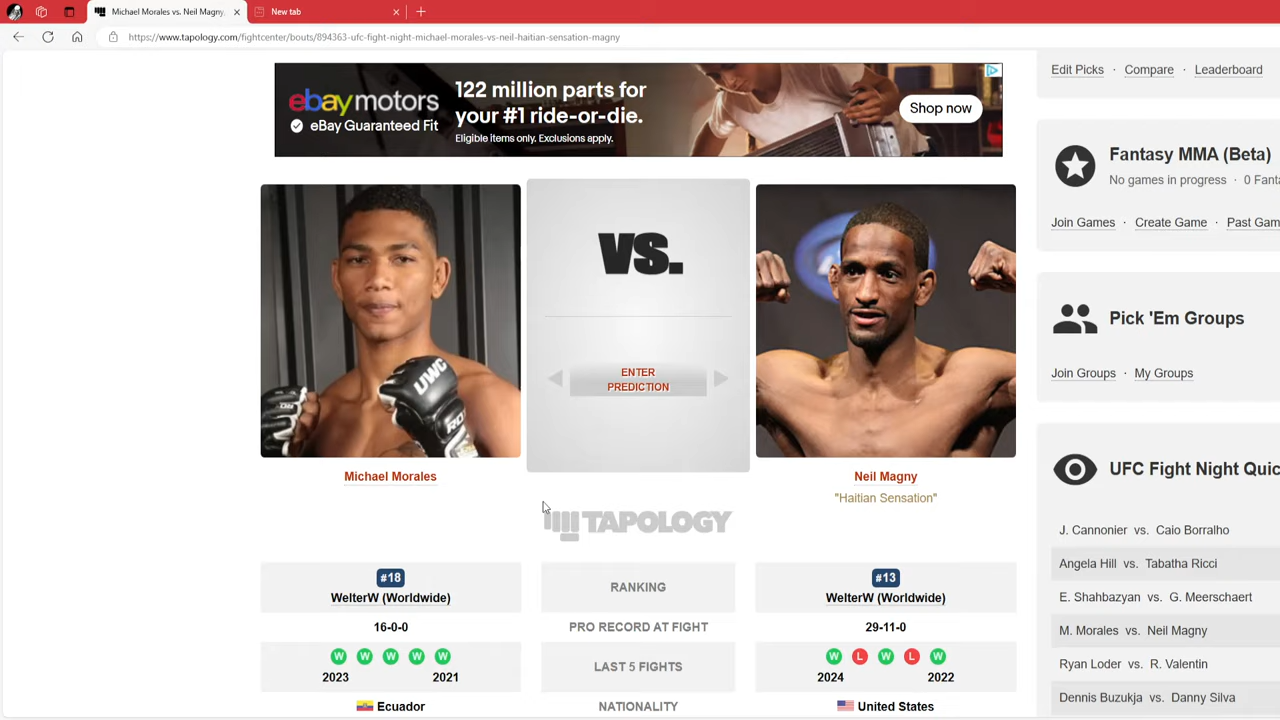 Michael Morales vs. Neil Magny,
New tab
https://www.tapology.com/fightcenter/bouts/894363-ufc-fight-night-michael-morales-vs-neil-haitian-sensation-magny
ebay motors
eBay Guaranteed Fit
122 million parts for
your #1 ride-or-die.
Eligible items only. Exclusions apply.
Shop now
Edit Picks · Compare · Leaderboard
Fantasy MMA (Beta)
No games in progress · 0 Fanta
Join Games · Create Game · Past Gam
VS.
ENTER
PREDICTION
UWC
Pick 'Em Groups
Join Groups · My Groups
Michael Morales
Neil Magny
"Haitian Sensation"
TAPOLOGY
UFC Fight Night Quic
J. Cannonier vs. Caio Borralho
Angela Hill vs. Tabatha Ricci
E. Shahbazyan vs. G. Meerschaert
M. Morales vs. Neil Magny
Ryan Loder vs. R. Valentin
Dennis Buzukja vs. Danny Silva
#18
WelterW (Worldwide)
RANKING
#13
WelterW (Worldwide)
16-0-0
PRO RECORD AT FIGHT
29-11-0
W W W W W
2023 2021
LAST 5 FIGHTS
W L W L W
2024 2022
Ecuador
NATIONALITY
United States